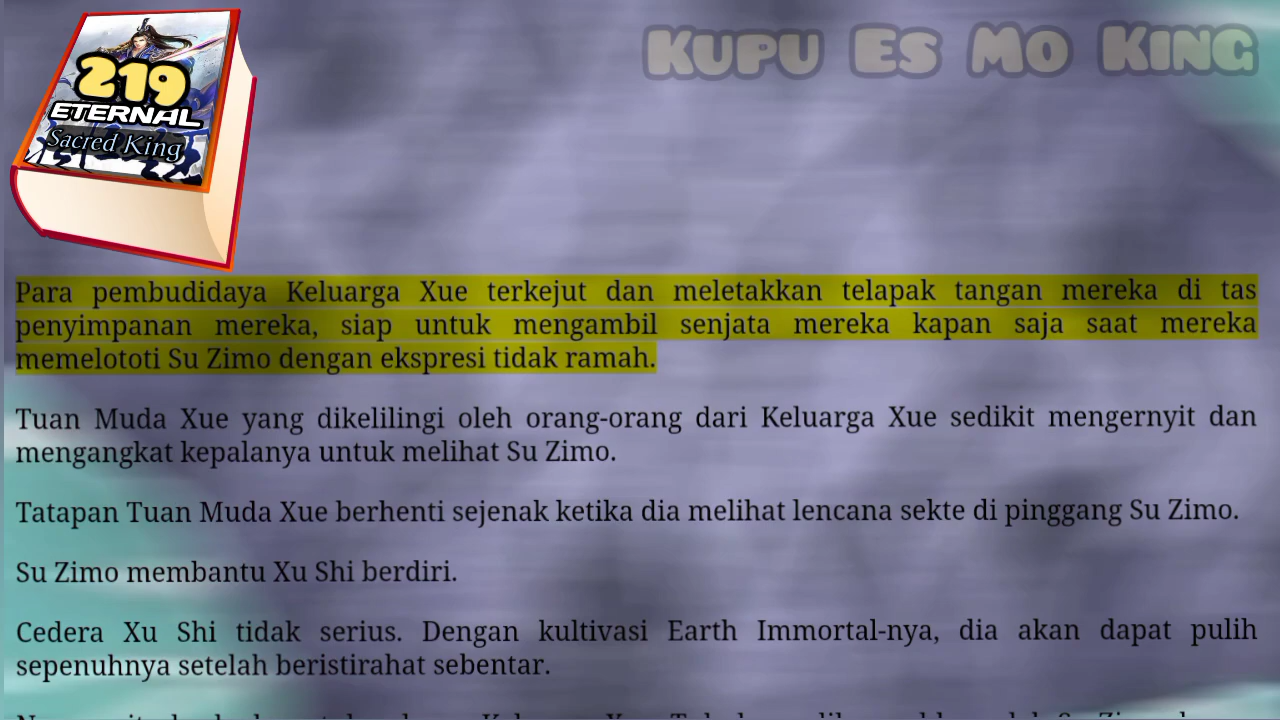 KUPU ES MO KING
219
ETERNAL
Sacred King
Para pembudidaya Keluarga Xue terkejut dan meletakkan telapak tangan mereka di tas
penyimpanan mereka, siap untuk mengambil senjata mereka kapan saja saat mereka
memelototi Su Zimo dengan ekspresi tidak ramah.
Tuan Muda Xue yang dikelilingi oleh orang-orang dari Keluarga Xue sedikit mengernyit dan
mengangkat kepalanya untuk melihat Su Zimo.
Tatapan Tuan Muda Xue berhenti sejenak ketika dia melihat lencana sekte di pinggang Su Zimo.
Su Zimo membantu Xu Shi berdiri.
Cedera Xu Shi tidak serius. Dengan kultivasi Earth Immortal-nya, dia akan dapat pulih
sepenuhnya setelah beristirahat sebentar.